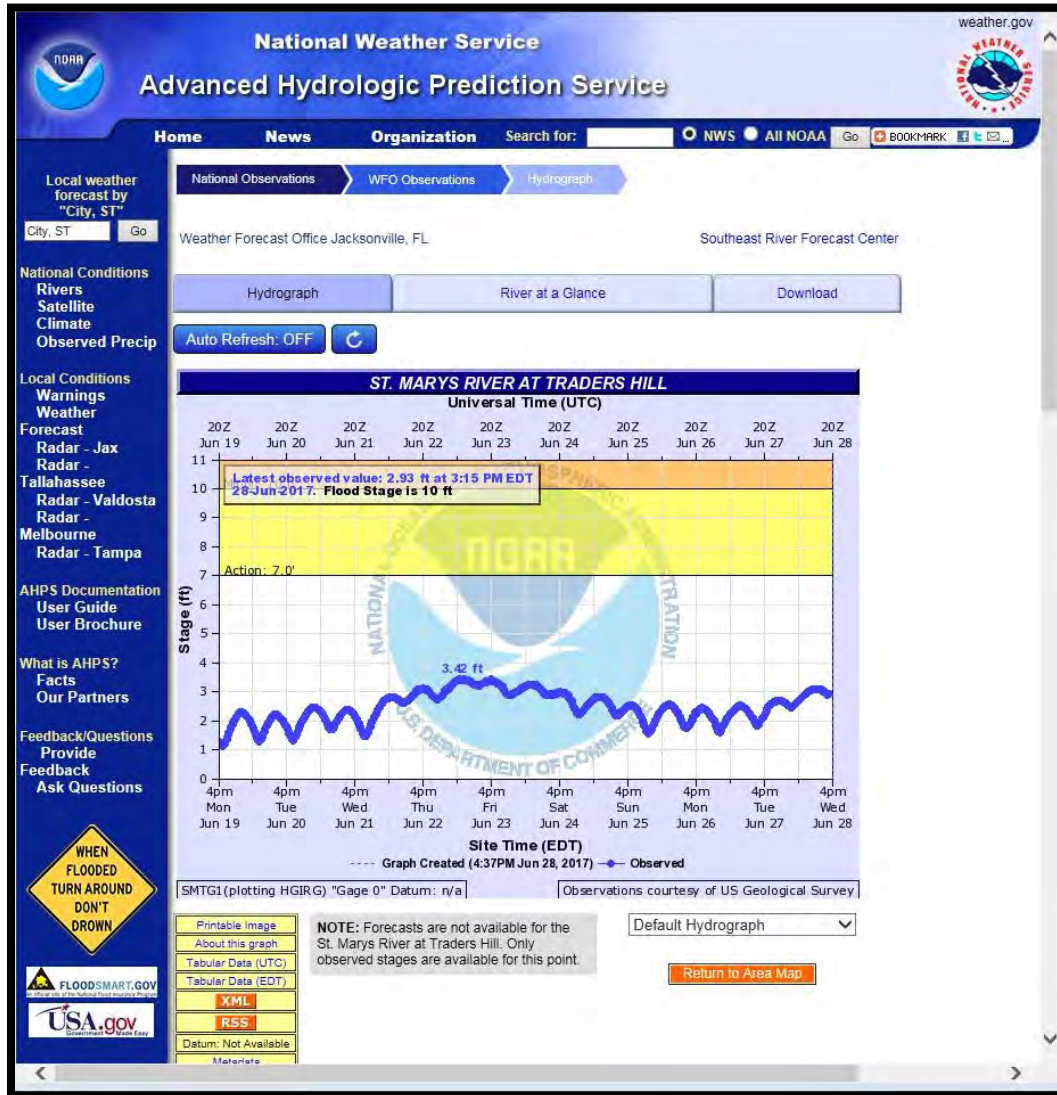 weather.gov
National Weather Service
Advanced Hydrologic Prediction Service
NOAA
Home News Organization Search for: NWS All NOAA Go BOOKMARK
Local weather
forecast by
"City, ST"
City, ST Go
National Conditions
Rivers
Satellite
Climate
Observed Precip
Local Conditions
Warnings
Weather
Forecast
Radar - Jax
Radar -
Tallahassee
Radar - Valdosta
Radar -
Melbourne
Radar - Tampa
AHPS Documentation
User Guide
User Brochure
What is AHPS?
Facts
Our Partners
Feedback/Questions
Provide
Feedback
Ask Questions
WHEN
FLOODED
TURN AROUND
DON'T
DROWN
FLOODSMART.GOV
USA.gov
Government Made Easy
National Observations WFO Observations Hydrograph
Weather Forecast Office Jacksonville, FL Southeast River Forecast Center
Hydrograph River at a Glance Download
Auto Refresh: OFF
ST. MARYS RIVER AT TRADERS HILL
Universal Time (UTC)
20Z 20Z 20Z 20Z 20Z 20Z 20Z 20Z 20Z 20Z
Jun 19 Jun 20 Jun 21 Jun 22 Jun 23 Jun 24 Jun 25 Jun 26 Jun 27 Jun 28
11
10
9
8
7
6
5
4
3
2
1
0
Stage (ft)
Latest observed value: 2.93 ft at 3:15 PM EDT
28-Jun-2017. Flood Stage is 10 ft
Action: 7.0'
3.42 ft
NOAA
U.S. DEPARTMENT OF COMMERCE
4pm 4pm 4pm 4pm 4pm 4pm 4pm 4pm 4pm 4pm
Mon Tue Wed Thu Fri Sat Sun Mon Tue Wed
Jun 19 Jun 20 Jun 21 Jun 22 Jun 23 Jun 24 Jun 25 Jun 26 Jun 27 Jun 28
Site Time (EDT)
---- Graph Created (4:37PM Jun 28, 2017) Observed
SMTG1(plotting HGIRG) "Gage 0" Datum: n/a Observations courtesy of US Geological Survey
Printable Image
About this graph
Tabular Data (UTC)
Tabular Data (EDT)
XML
RSS
Datum: Not Available
Metadata
NOTE: Forecasts are not available for the
St. Marys River at Traders Hill. Only
observed stages are available for this point.
Default Hydrograph
Return to Area Map